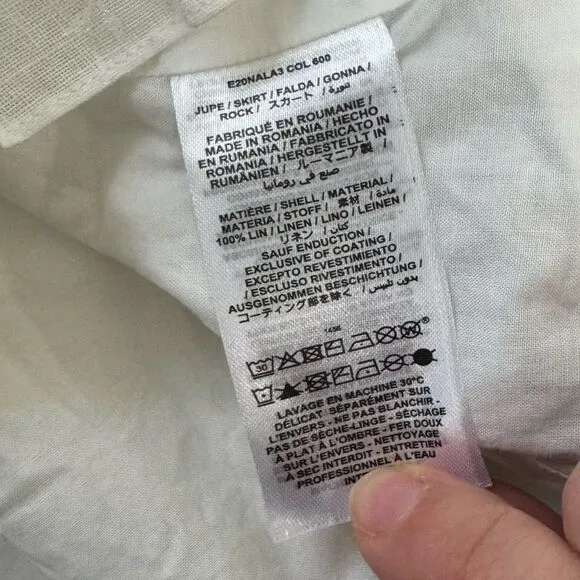 E20NALA3 COL 600
JUPE / SKIRT / FALDA / GONNA /
ROCK / スカート / تنورة /
FABRIQUÉ EN ROUMANIE /
MADE IN ROMANIA / HECHO
EN RUMANIA / FABBRICATO IN
ROMANIA / HERGESTELLT IN
RUMÄNIEN / ルーマニア製 /
صنع في رومانيا
MATIÈRE / SHELL / MATERIAL /
MATERIA / STOFF / 素材 / مادة /
100% LIN / LINEN / LINO / LEINEN /
リネン / كتان
SAUF ENDUCTION /
EXCLUSIVE OF COATING /
EXCEPTO REVESTIMIENTO /
/ ESCLUSO RIVESTIMENTO /
AUSGENOMMEN BESCHICHTUNG /
コーティング部を除く / بدون تلبيس
1456
30 W®
LAVAGE EN MACHINE 30°C
DÉLICAT SÉPARÉMENT SUR
L'ENVERS - NE PAS BLANCHIR -
PAS DE SÈCHE-LINGE - SÉCHAGE
À PLAT À L'OMBRE - FER DOUX
SUR L'ENVERS - NETTOYAGE
À SEC INTERDIT - ENTRETIEN
PROFESSIONNEL À L'EAU